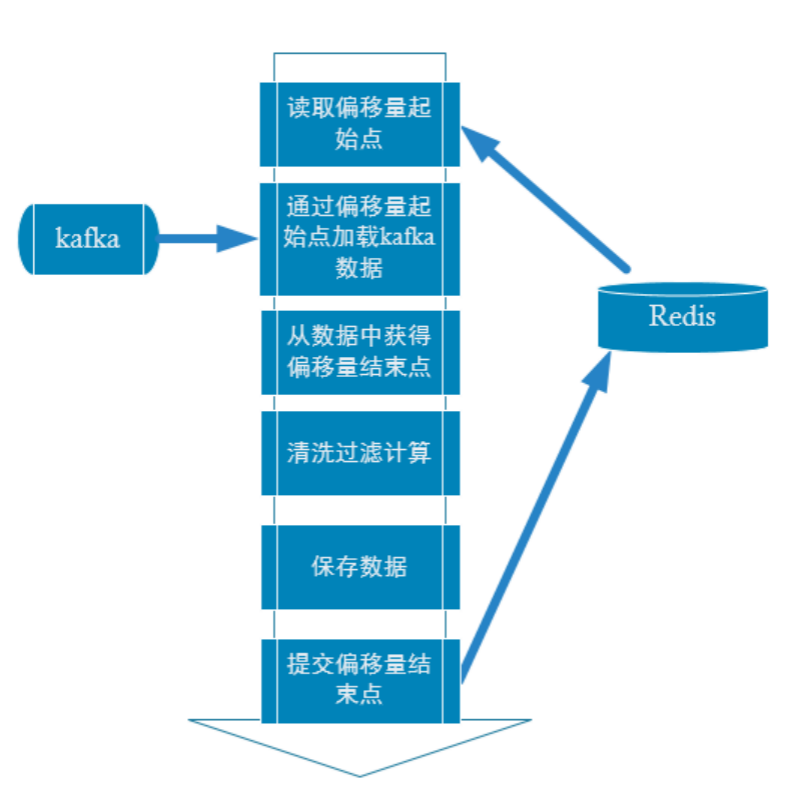 读取偏移量起
始点
通过偏移量起
始点加载kafka
数据
kafka
Redis
从数据中获得
偏移量结束点
清洗过滤计算
保存数据
提交偏移量结
束点